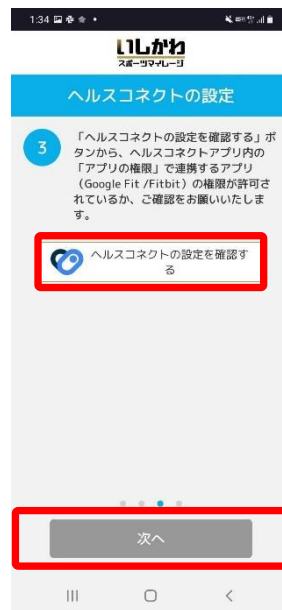 1:34
いしかわ
スポーツマイレージ
ヘルスコネクトの設定
3
「ヘルスコネクトの設定を確認する」ボ
タンから、ヘルスコネクトアプリ内の
「アプリの権限」で連携するアプリ
（Google Fit /Fitbit）の権限が許可さ
れているか、ご確認をお願いいたしま
す。
ヘルスコネクトの設定を確認す
る
次へ